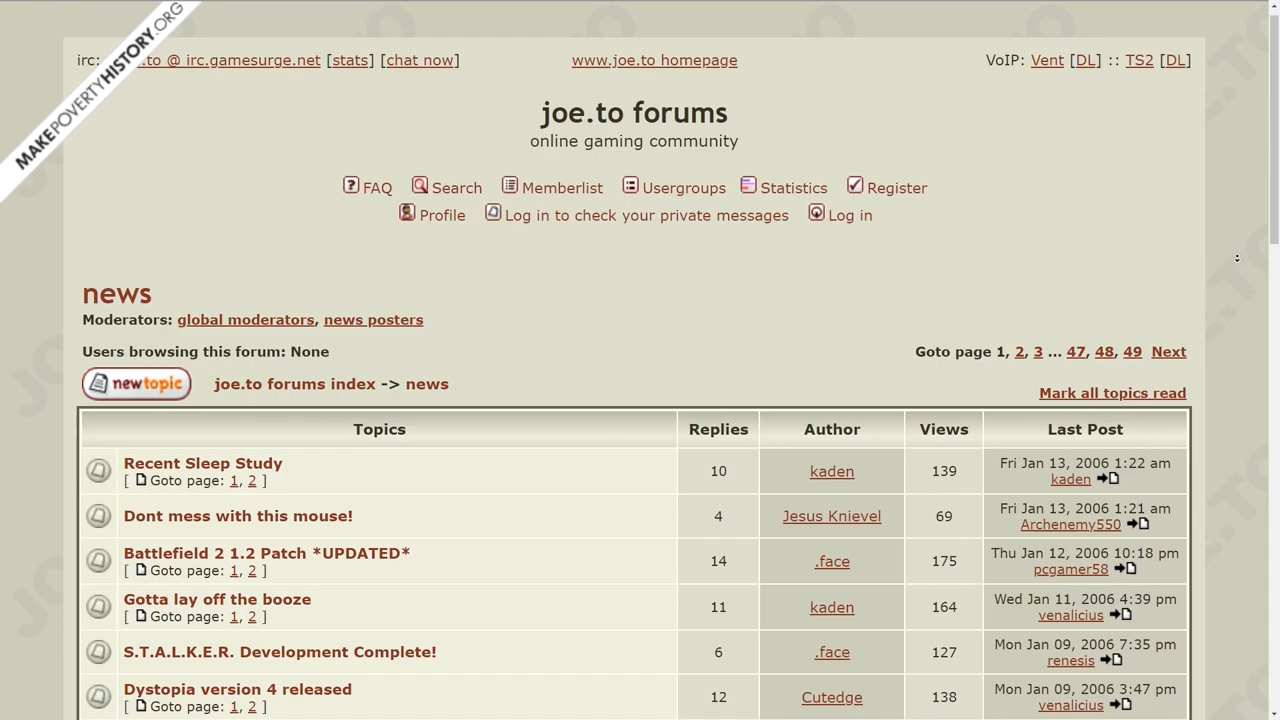 MAKEPOVERTYHISTORY.ORG
irc: .to @ irc.gamesurge.net [stats] [chat now]
www.joe.to homepage
VoIP: Vent [DL] :: TS2 [DL]
joe.to forums
online gaming community
FAQ Search Memberlist Usergroups Statistics Register
Profile Log in to check your private messages Log in
news
Moderators: global moderators, news posters
Users browsing this forum: None
Goto page 1, 2, 3 ... 47, 48, 49 Next
newtopic
joe.to forums index -> news
Mark all topics read
Topics Replies Author Views Last Post
Recent Sleep Study
[ Goto page: 1, 2 ]
10 kaden 139
Fri Jan 13, 2006 1:22 am
kaden
Dont mess with this mouse!
4 Jesus Knievel 69
Fri Jan 13, 2006 1:21 am
Archenemy550
Battlefield 2 1.2 Patch *UPDATED*
[ Goto page: 1, 2 ]
14 .face 175
Thu Jan 12, 2006 10:18 pm
pcgamer58
Gotta lay off the booze
[ Goto page: 1, 2 ]
11 kaden 164
Wed Jan 11, 2006 4:39 pm
venalicius
S.T.A.L.K.E.R. Development Complete!
6 .face 127
Mon Jan 09, 2006 7:35 pm
renesis
Dystopia version 4 released
[ Goto page: 1, 2 ]
12 Cutedge 138
Mon Jan 09, 2006 3:47 pm
venalicius